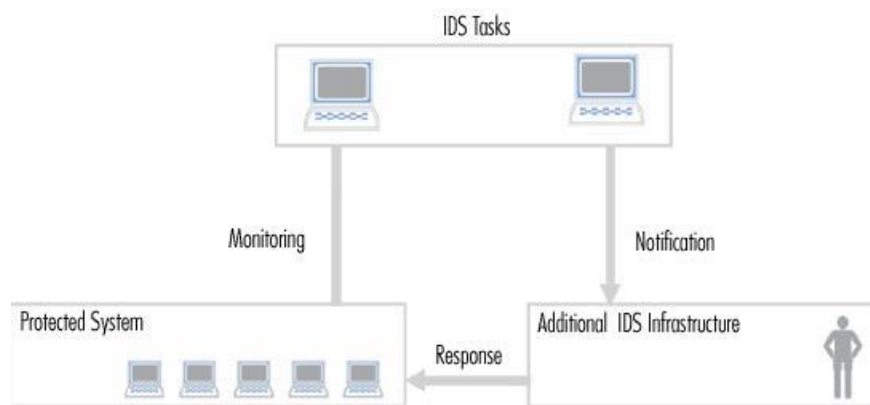 IDS Tasks
Monitoring
Notification
Protected System
Additional IDS Infrastructure
Response